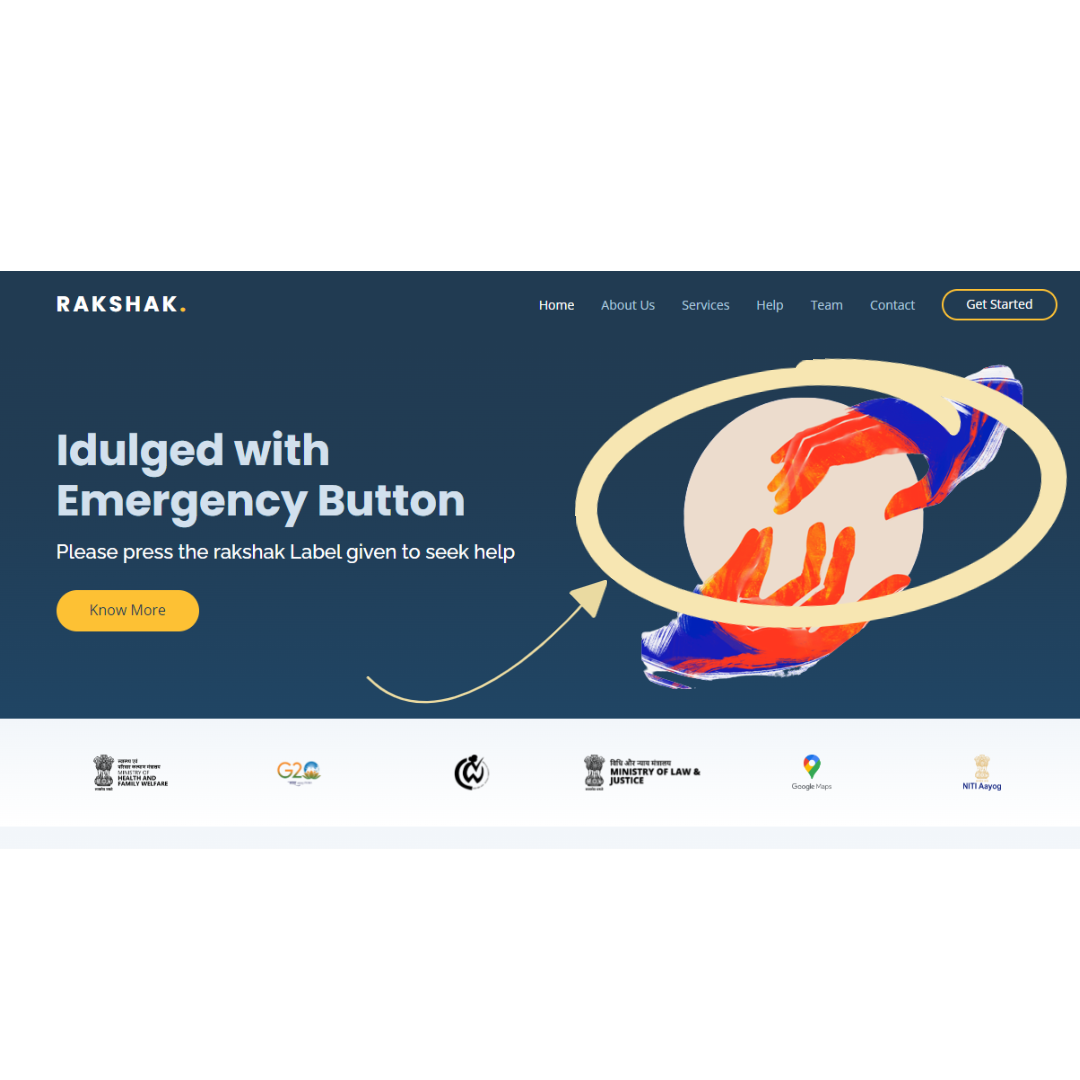 RAKSHAK.
Home About Us Services Help Team Contact Get Started
Idulged with
Emergency Button
Please press the rakshak Label given to seek help
Know More
स्वास्थ्य एवं
परिवार कल्याण मंत्रालय
MINISTRY OF
HEALTH AND
FAMILY WELFARE
G20
विधि और न्याय मंत्रालय
MINISTRY OF LAW &
JUSTICE
Google Maps
NITI Aayog